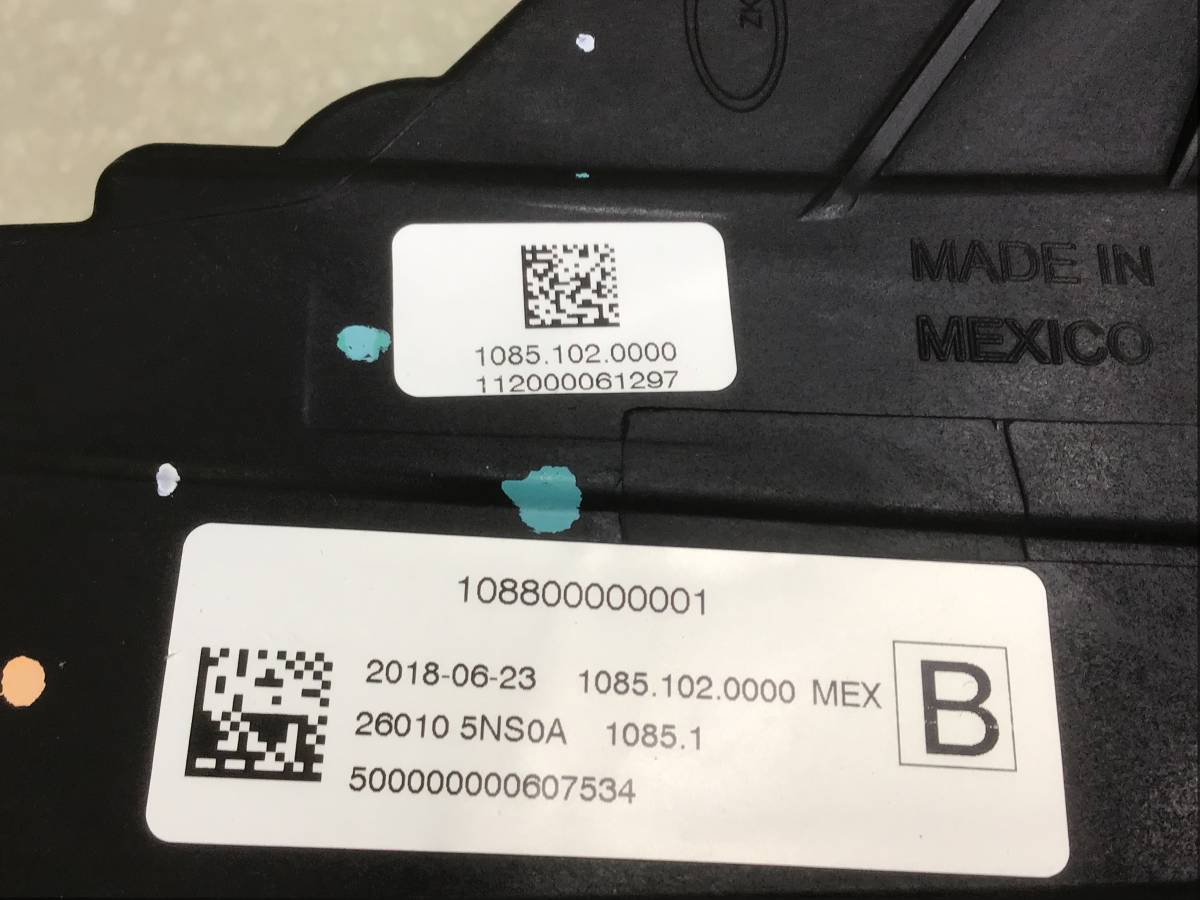 ZK
MADE IN
MEXICO
1085.102.0000
112000061297
108800000001
2018-06-23 1085.102.0000 MEX B
26010 5NS0A 1085.1
500000000607534